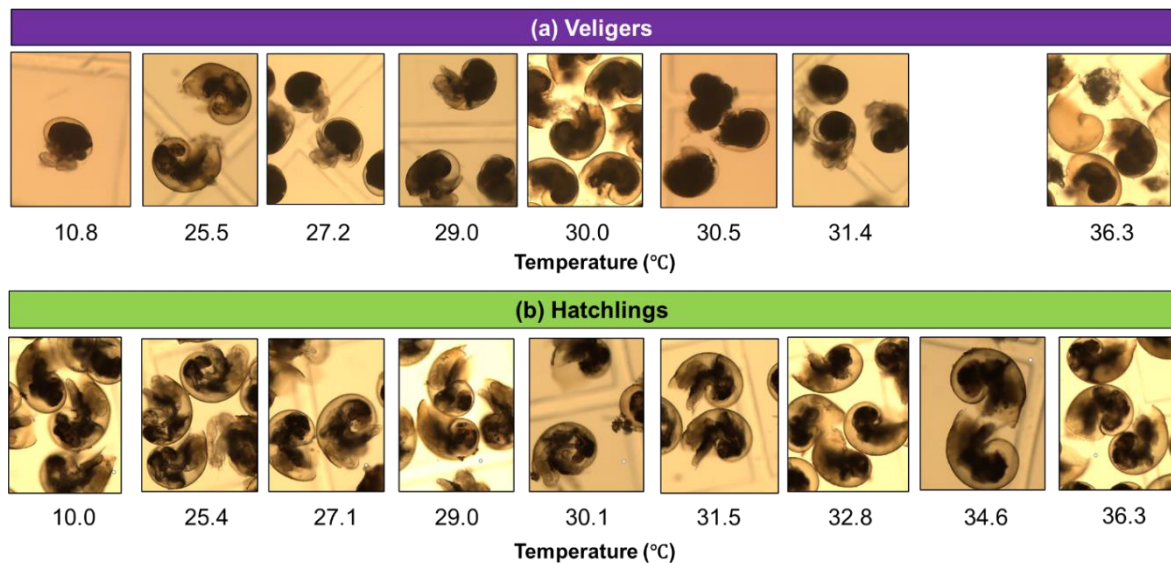 (a) Veligers
10.8 25.5 27.2 29.0 30.0 30.5 31.4 36.3
Temperature (℃)
(b) Hatchlings
10.0 25.4 27.1 29.0 30.1 31.5 32.8 34.6 36.3
Temperature (℃)